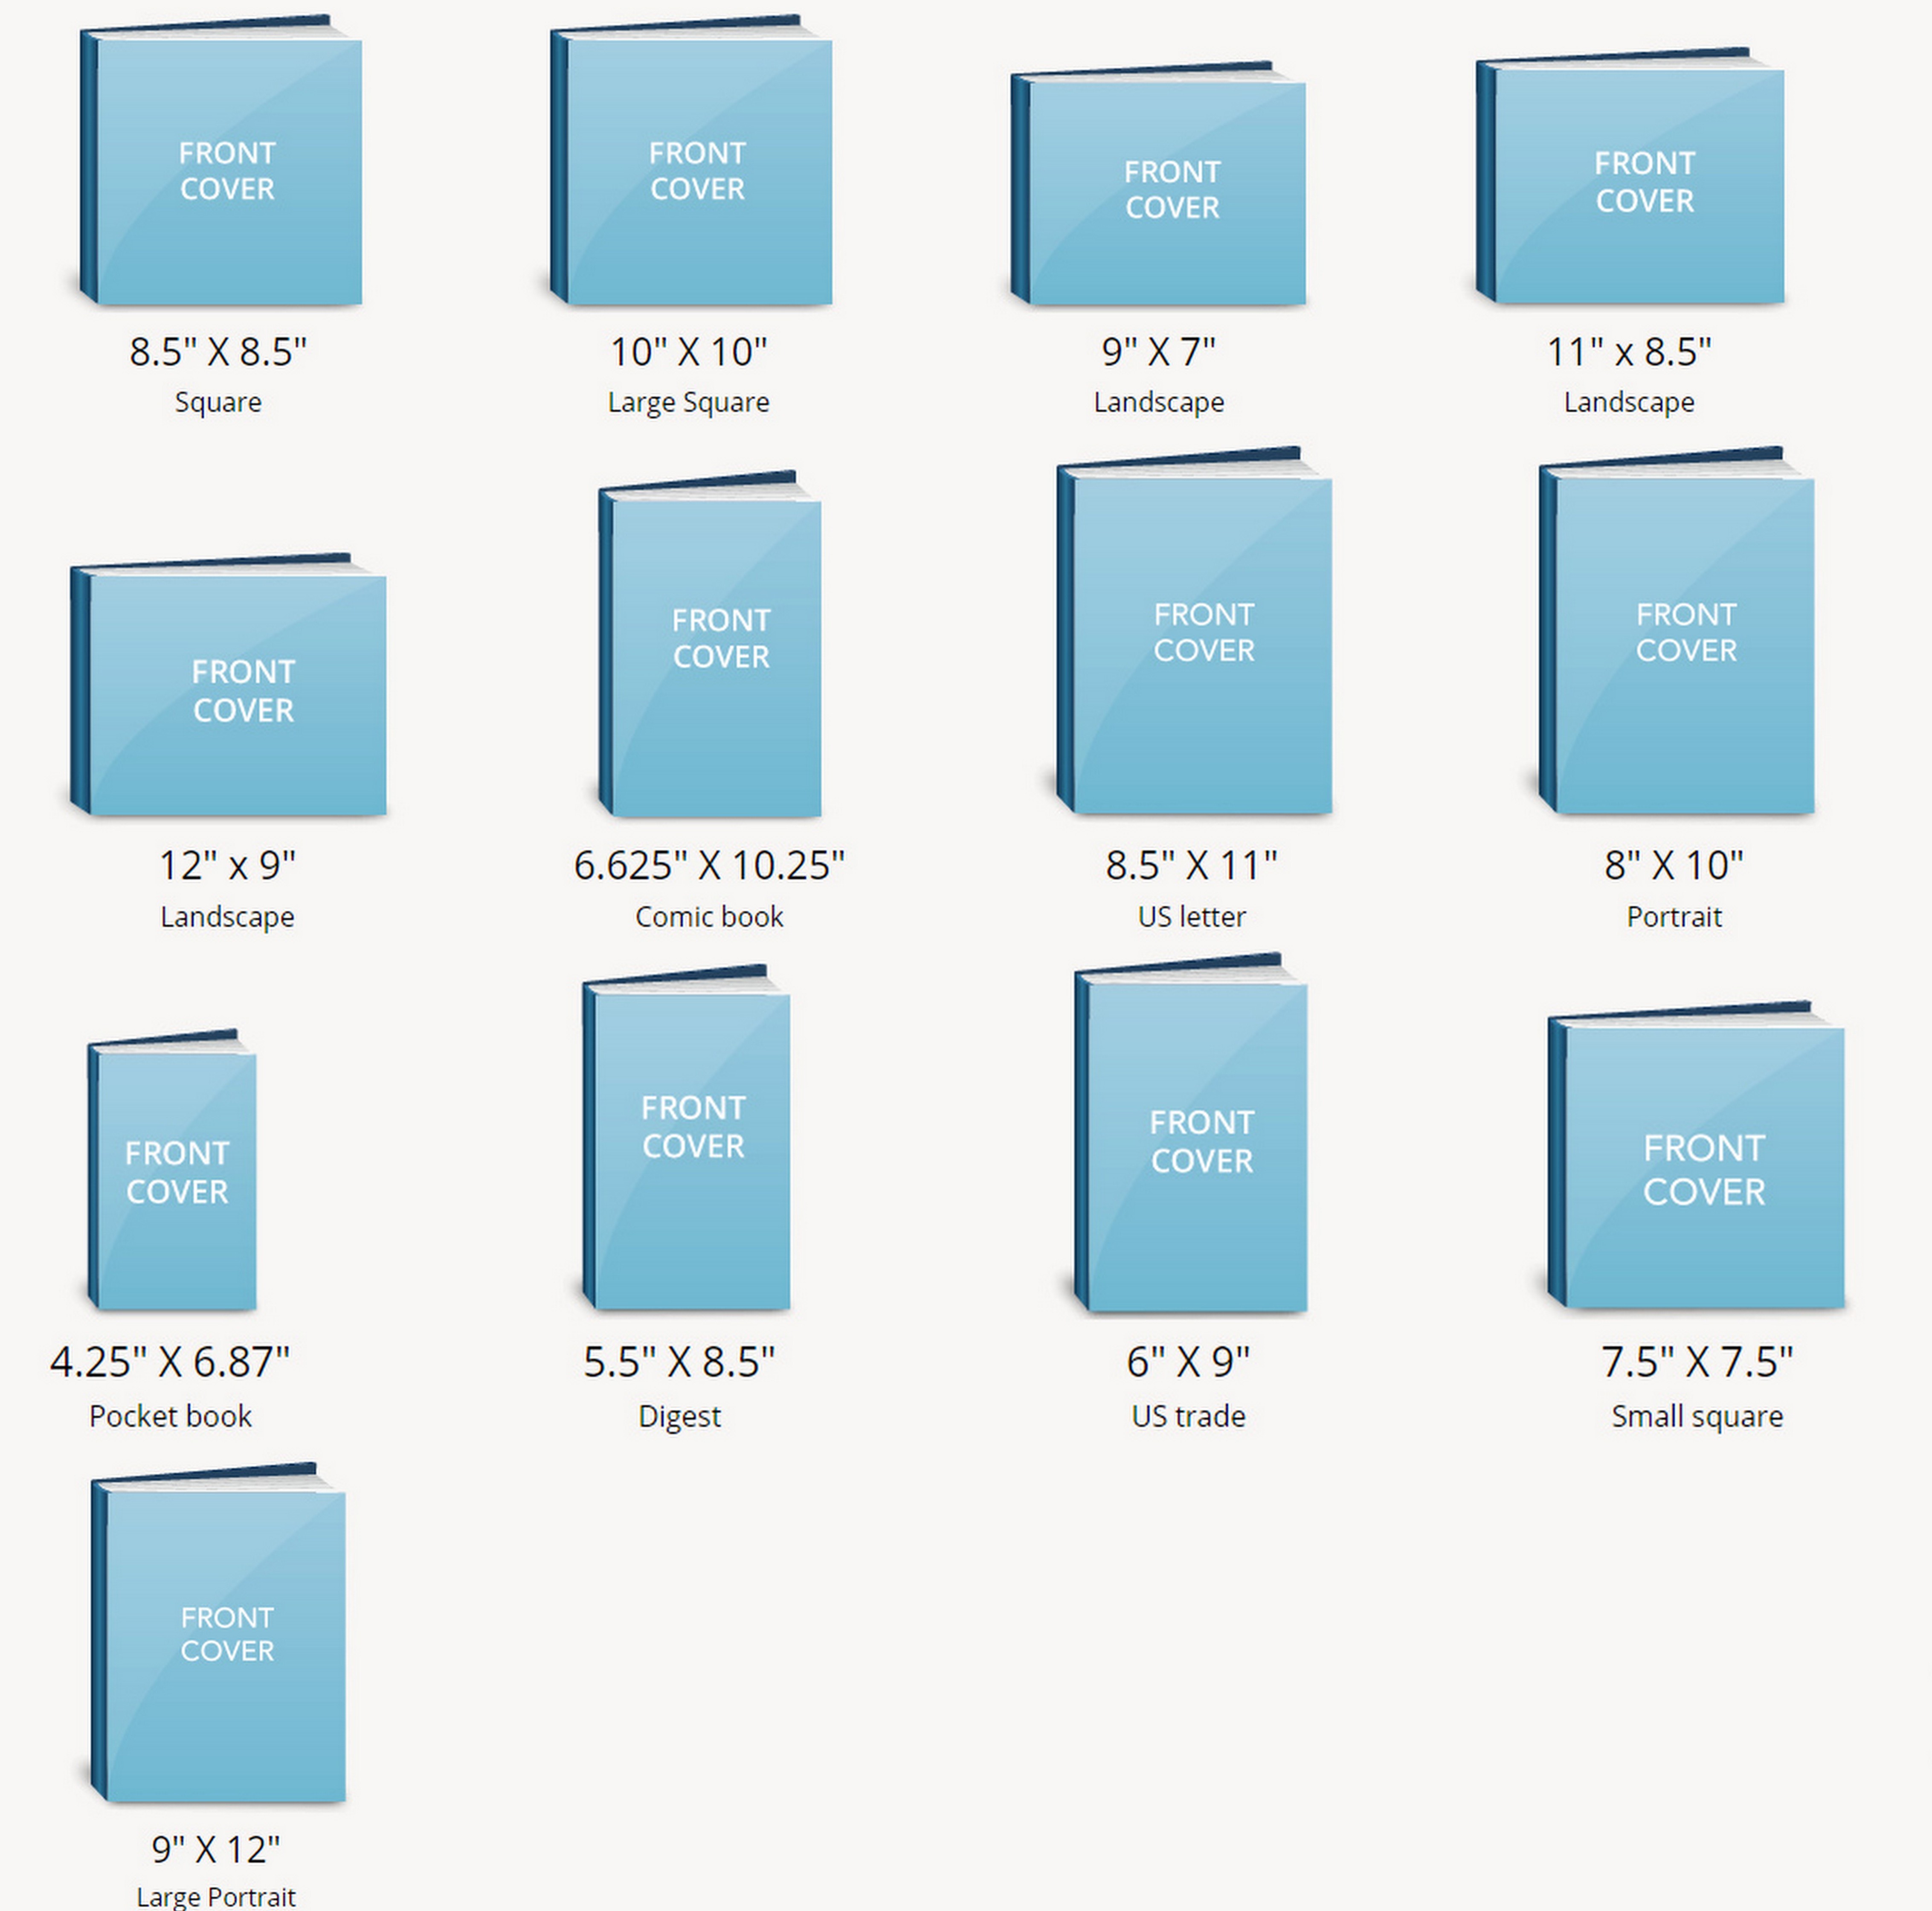 FRONT
COVER
FRONT
COVER
FRONT
COVER
FRONT
COVER
8.5" X 8.5"
Square
10" X 10"
Large Square
9" X 7"
Landscape
11" x 8.5"
Landscape
FRONT
COVER
FRONT
COVER
FRONT
COVER
FRONT
COVER
12" x 9"
Landscape
6.625" X 10.25"
Comic book
8.5" X 11"
US letter
8" X 10"
Portrait
FRONT
COVER
FRONT
COVER
FRONT
COVER
FRONT
COVER
4.25" X 6.87"
Pocket book
5.5" X 8.5"
Digest
6" X 9"
US trade
7.5" X 7.5"
Small square
FRONT
COVER
9" X 12"
Large Portrait